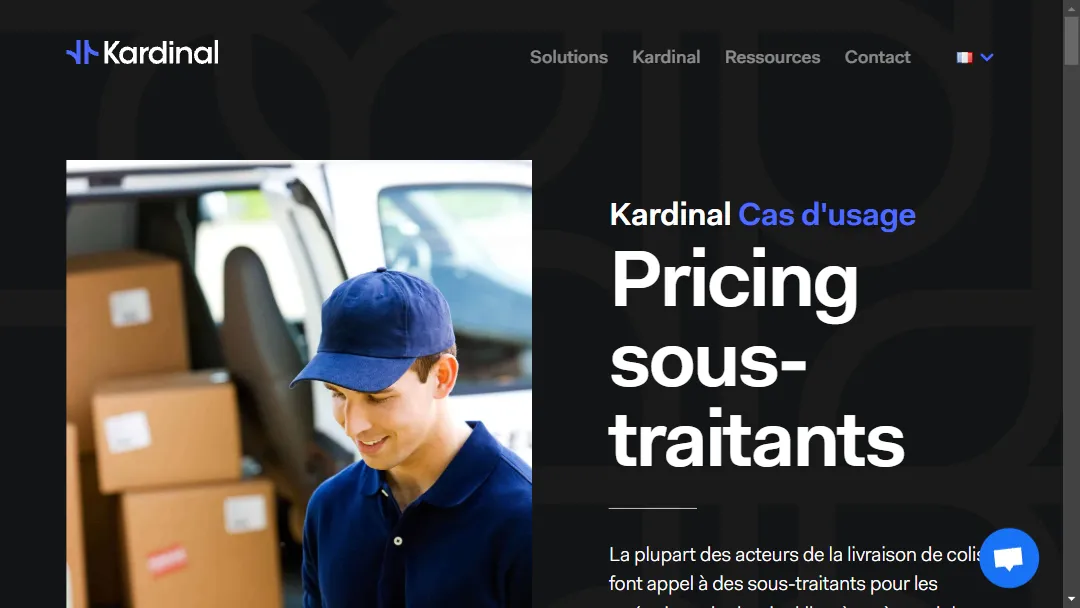 Kardinal
Solutions
Kardinal
Ressources
Contact
Kardinal Cas d'usage
Pricing
sous-
traitants
La plupart des acteurs de la livraison de colis
font appel à des sous-traitants pour les